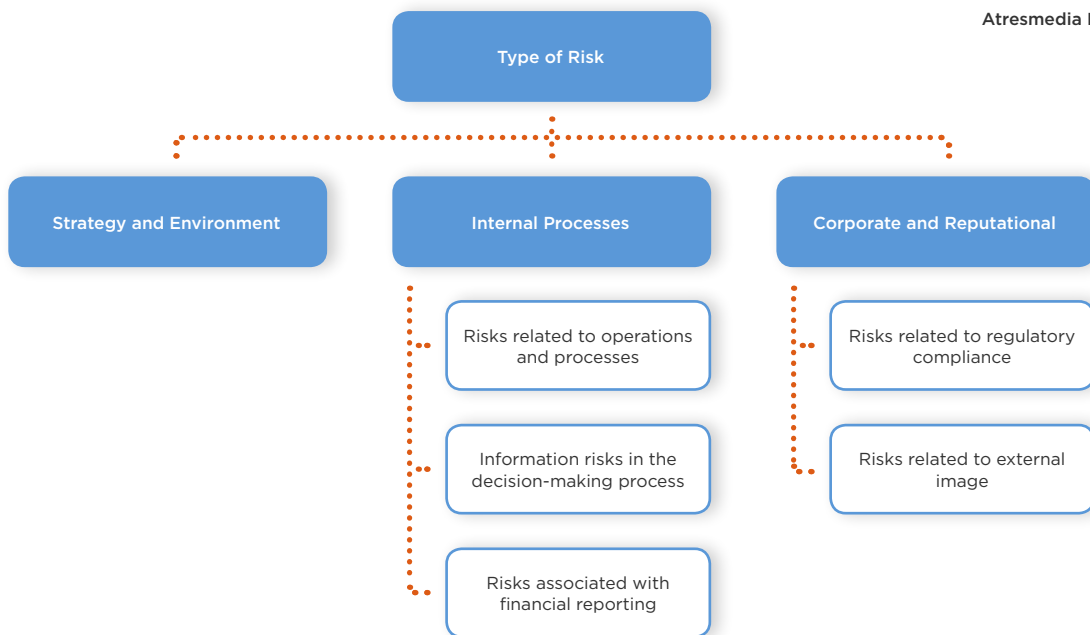 Atresmedia
Type of Risk
Strategy and Environment
Internal Processes
Corporate and Reputational
Risks related to operations
and processes
Information risks in the
decision-making process
Risks associated with
financial reporting
Risks related to regulatory
compliance
Risks related to external
image